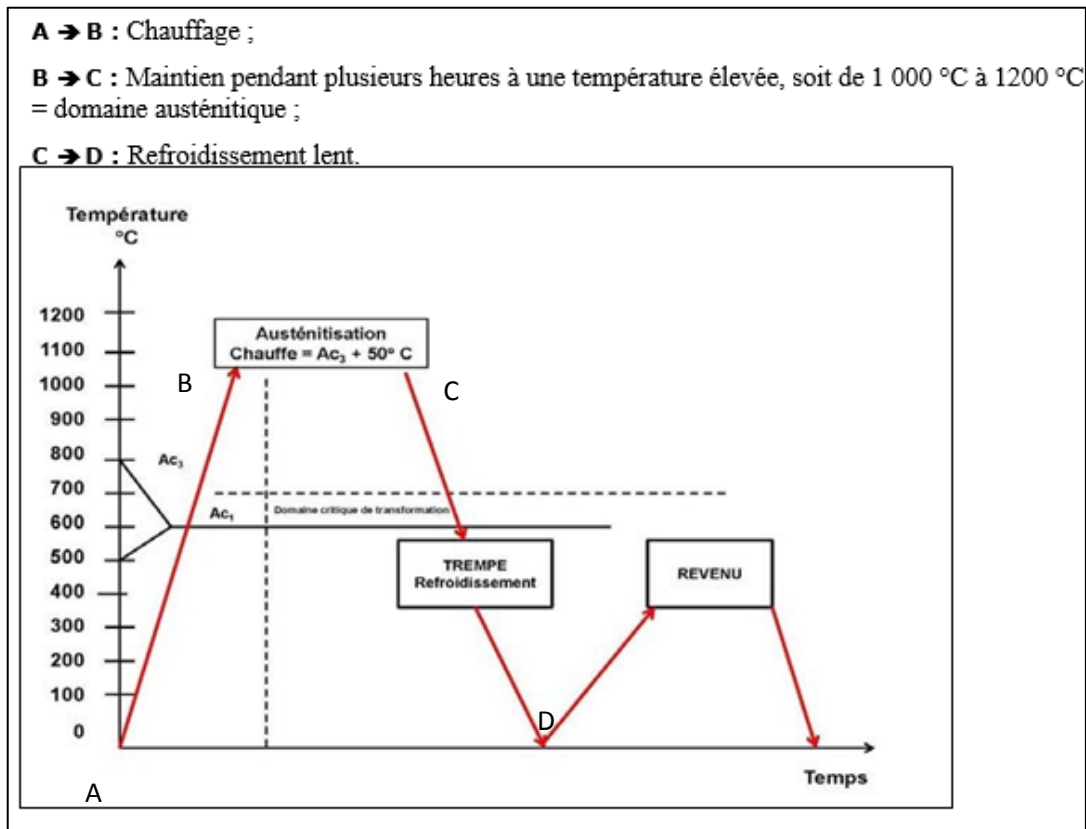 A ➔ B : Chauffage ;
B ➔ C : Maintien pendant plusieurs heures à une température élevée, soit de 1 000 °C à 1200 °C
= domaine austénitique ;
C ➔ D : Refroidissement lent.
Température
°C
1200
1100
1000
900
800
700
600
500
400
300
200
100
0
Austénitisation
Chauffe = Ac₃ + 50° C
B
C
Ac₃
Ac₁
Domaine critique de transformation
TREMPE
Refroidissement
REVENU
D
Temps
A